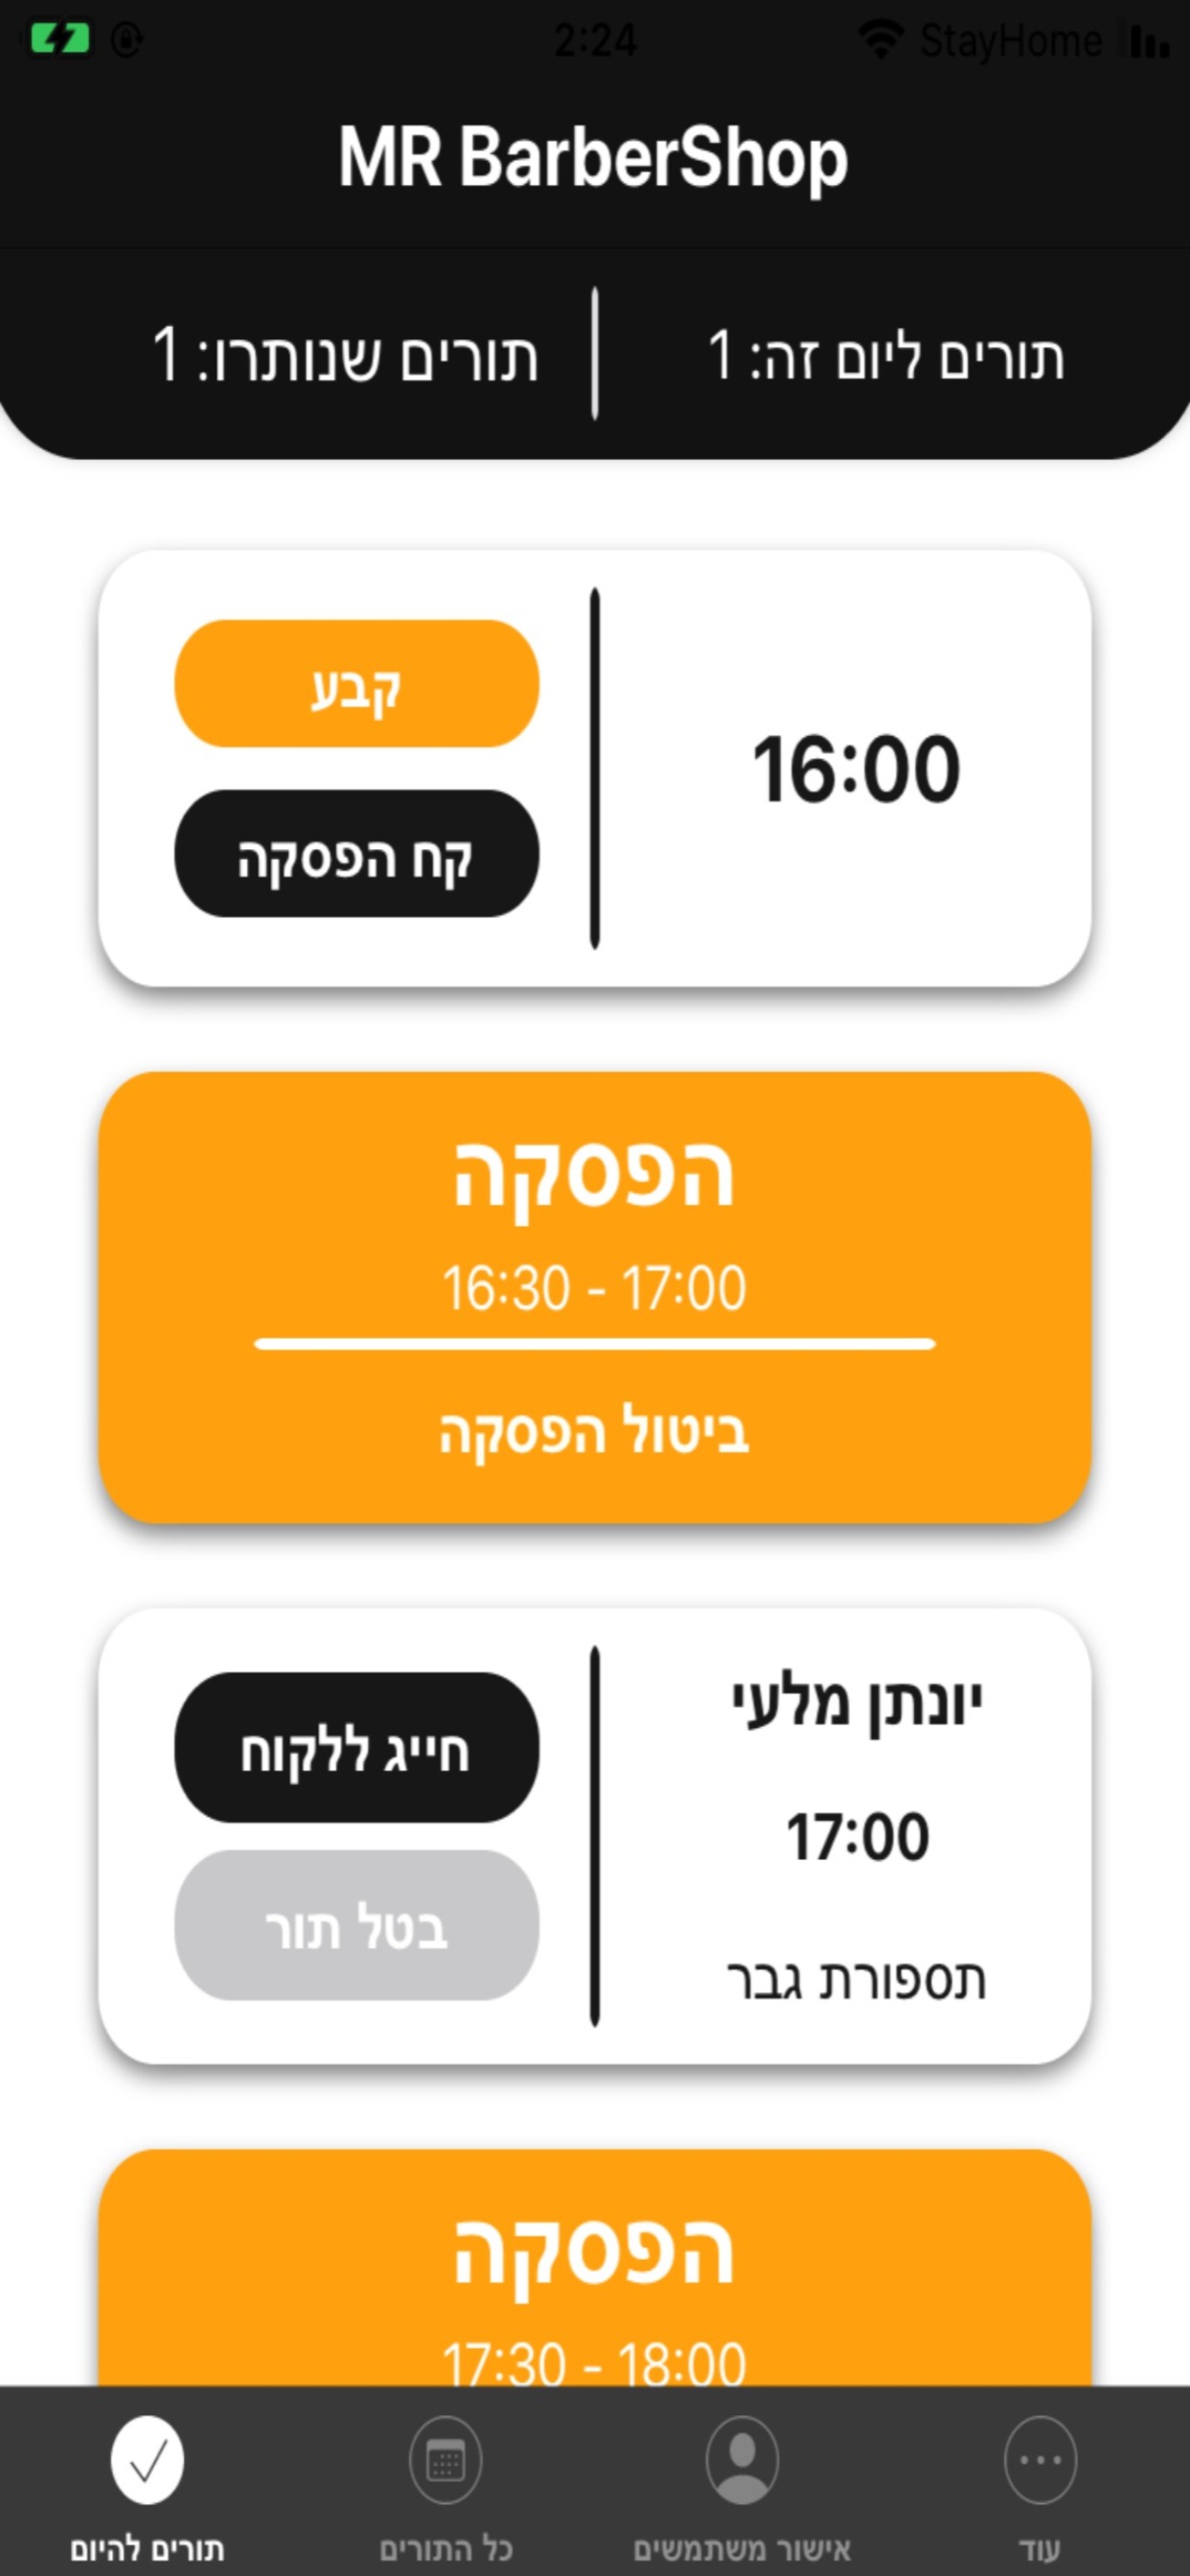 2:24
StayHome
MR BarberShop
תורים ליום זה: 1
תורים שנותרו: 1
16:00
קבע
קח הפסקה
הפסקה
16:30 - 17:00
ביטול הפסקה
יונתן מלעי
17:00
תספורת גבר
חייג ללקוח
בטל תור
הפסקה
17:30 - 18:00
עוד
אישור משתמשים
כל התורים
תורים להיום